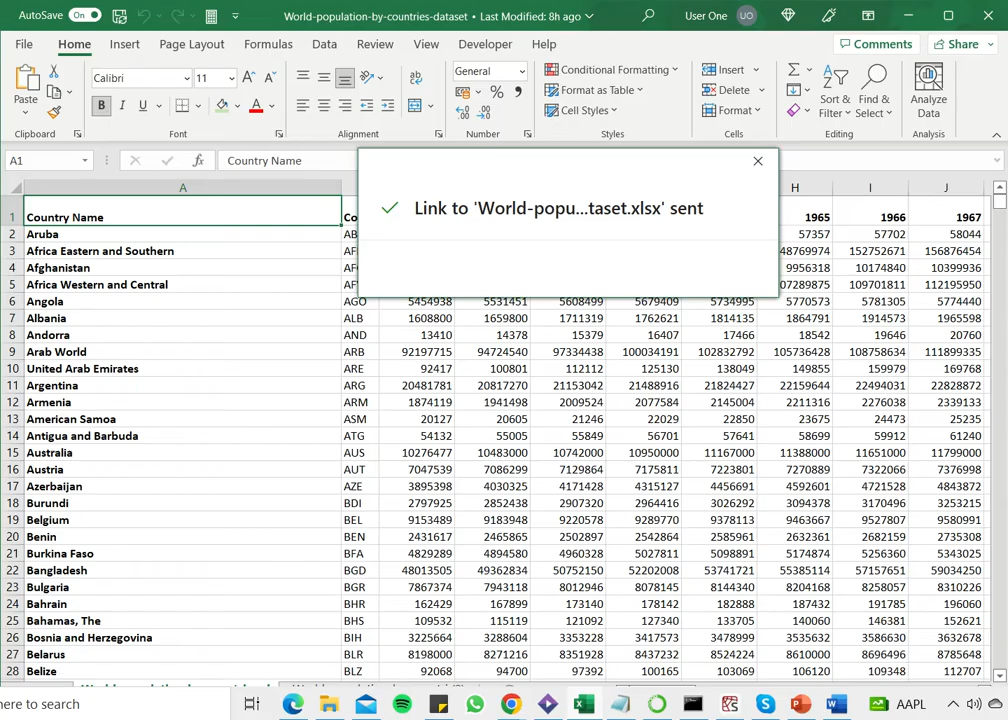 AutoSave On World-population-by-countries-dataset • Last Modified: 8h ago User One UO
File Home Insert Page Layout Formulas Data Review View Developer Help Comments Share
Paste Calibri 11 General Conditional Formatting Format as Table Cell Styles Insert Delete Format Sort & Filter Find & Select Analyze Data
Clipboard Font Alignment Number Styles Cells Editing Analysis
A1 fx Country Name
A H I J
1 Country Name Co 1965 1966 1967
2 Aruba AB 57357 57702 58044
3 Africa Eastern and Southern 48769974 152752671 156876454
4 Afghanistan 9956318 10174840 10399936
5 Africa Western and Central 07289875 109701811 112195950
6 Angola AGO 5454938 5531451 5608499 5679409 5734995 5770573 5781305 5774440
7 Albania ALB 1608800 1659800 1711319 1762621 1814135 1864791 1914573 1965598
8 Andorra AND 13410 14378 15379 16407 17466 18542 19646 20760
9 Arab World ARB 92197715 94724540 97334438 100034191 102832792 105736428 108758634 111899335
10 United Arab Emirates ARE 92417 100801 112112 125130 138049 149855 159979 169768
11 Argentina ARG 20481781 20817270 21153042 21488916 21824427 22159644 22494031 22828872
12 Armenia ARM 1874119 1941498 2009524 2077584 2145004 2211316 2276038 2339133
13 American Samoa ASM 20127 20605 21246 22029 22850 23675 24473 25235
14 Antigua and Barbuda ATG 54132 55005 55849 56701 57641 58699 59912 61240
15 Australia AUS 10276477 10483000 10742000 10950000 11167000 11388000 11651000 11799000
16 Austria AUT 7047539 7086299 7129864 7175811 7223801 7270889 7322066 7376998
17 Azerbaijan AZE 3895398 4030325 4171428 4315127 4456691 4592601 4721528 4843872
18 Burundi BDI 2797925 2852438 2907320 2964416 3026292 3094378 3170496 3253215
19 Belgium BEL 9153489 9183948 9220578 9289770 9378113 9463667 9527807 9580991
20 Benin BEN 2431617 2465865 2502897 2542864 2585961 2632361 2682159 2735308
21 Burkina Faso BFA 4829289 4894580 4960328 5027811 5098891 5174874 5256360 5343025
22 Bangladesh BGD 48013505 49362834 50752150 52202008 53741721 55385114 57157651 59034250
23 Bulgaria BGR 7867374 7943118 8012946 8078145 8144340 8204168 8258057 8310226
24 Bahrain BHR 162429 167899 173140 178142 182888 187432 191785 196060
25 Bahamas, The BHS 109532 115119 121092 127340 133705 140060 146381 152621
26 Bosnia and Herzegovina BIH 3225664 3288604 3353228 3417573 3478999 3535632 3586630 3632678
27 Belarus BLR 8198000 8271216 8351928 8437232 8524224 8610000 8696496 8785648
28 Belize BLZ 92068 94700 97392 100165 103069 106120 109348 112707
Link to 'World-popu...taset.xlsx' sent
here to search AAPL